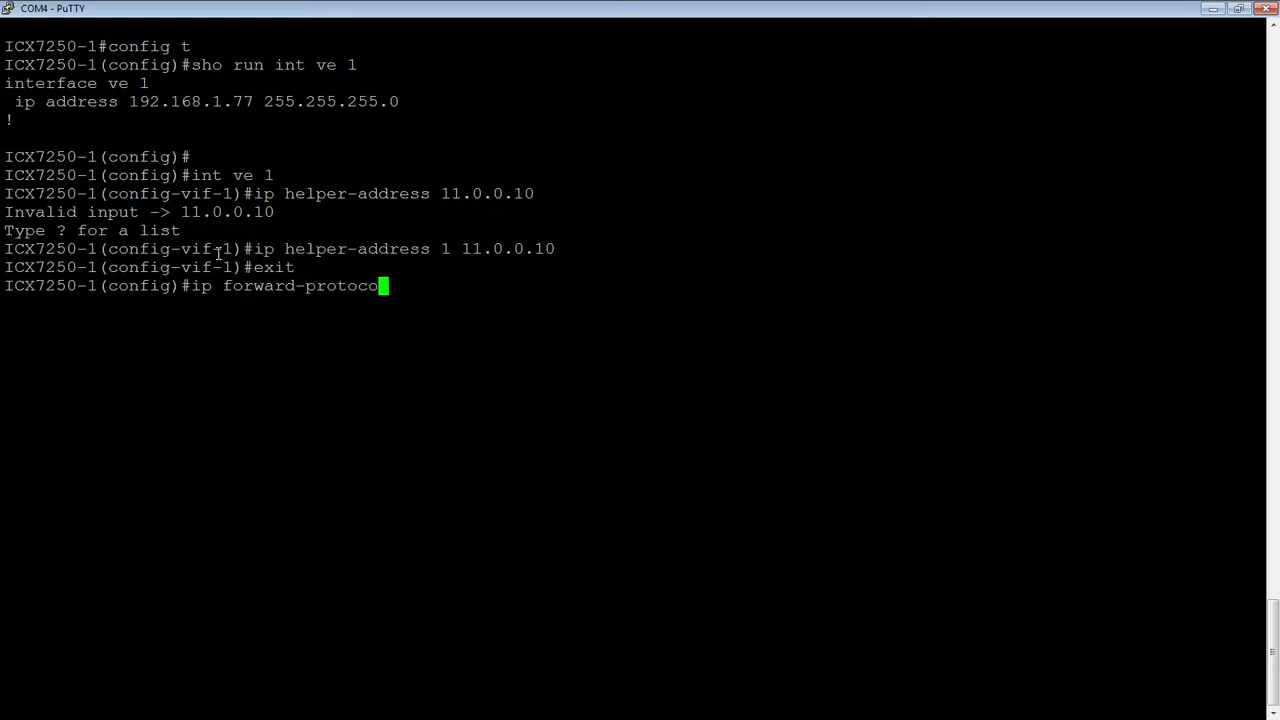 COM4 - PuTTY
ICX7250-1#config t
ICX7250-1(config)#sho run int ve 1
interface ve 1
 ip address 192.168.1.77 255.255.255.0
!
ICX7250-1(config)#
ICX7250-1(config)#int ve 1
ICX7250-1(config-vif-1)#ip helper-address 11.0.0.10
Invalid input -> 11.0.0.10
Type ? for a list
ICX7250-1(config-vif-1)#ip helper-address 1 11.0.0.10
ICX7250-1(config-vif-1)#exit
ICX7250-1(config)#ip forward-protoco